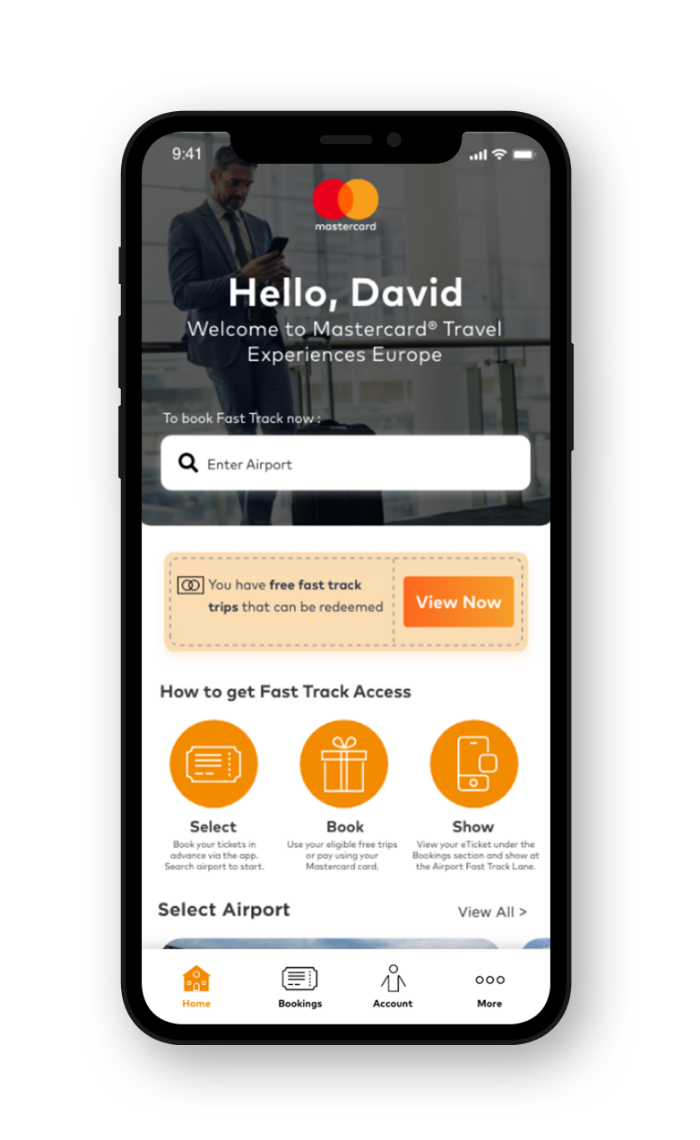 9:41
mastercard
Hello, David
Welcome to Mastercard® Travel
Experiences Europe
To book Fast Track now :
Enter Airport
You have free fast track
trips that can be redeemed
View Now
How to get Fast Track Access
Select
Book your tickets in
advance via the app.
Search airport to start.
Book
Use your eligible free trips
or pay using your
Mastercard card.
Show
View your eTicket under the
Bookings section and show at
the Airport Fast Track Lane.
Select Airport
View All >
Home
Bookings
Account
More